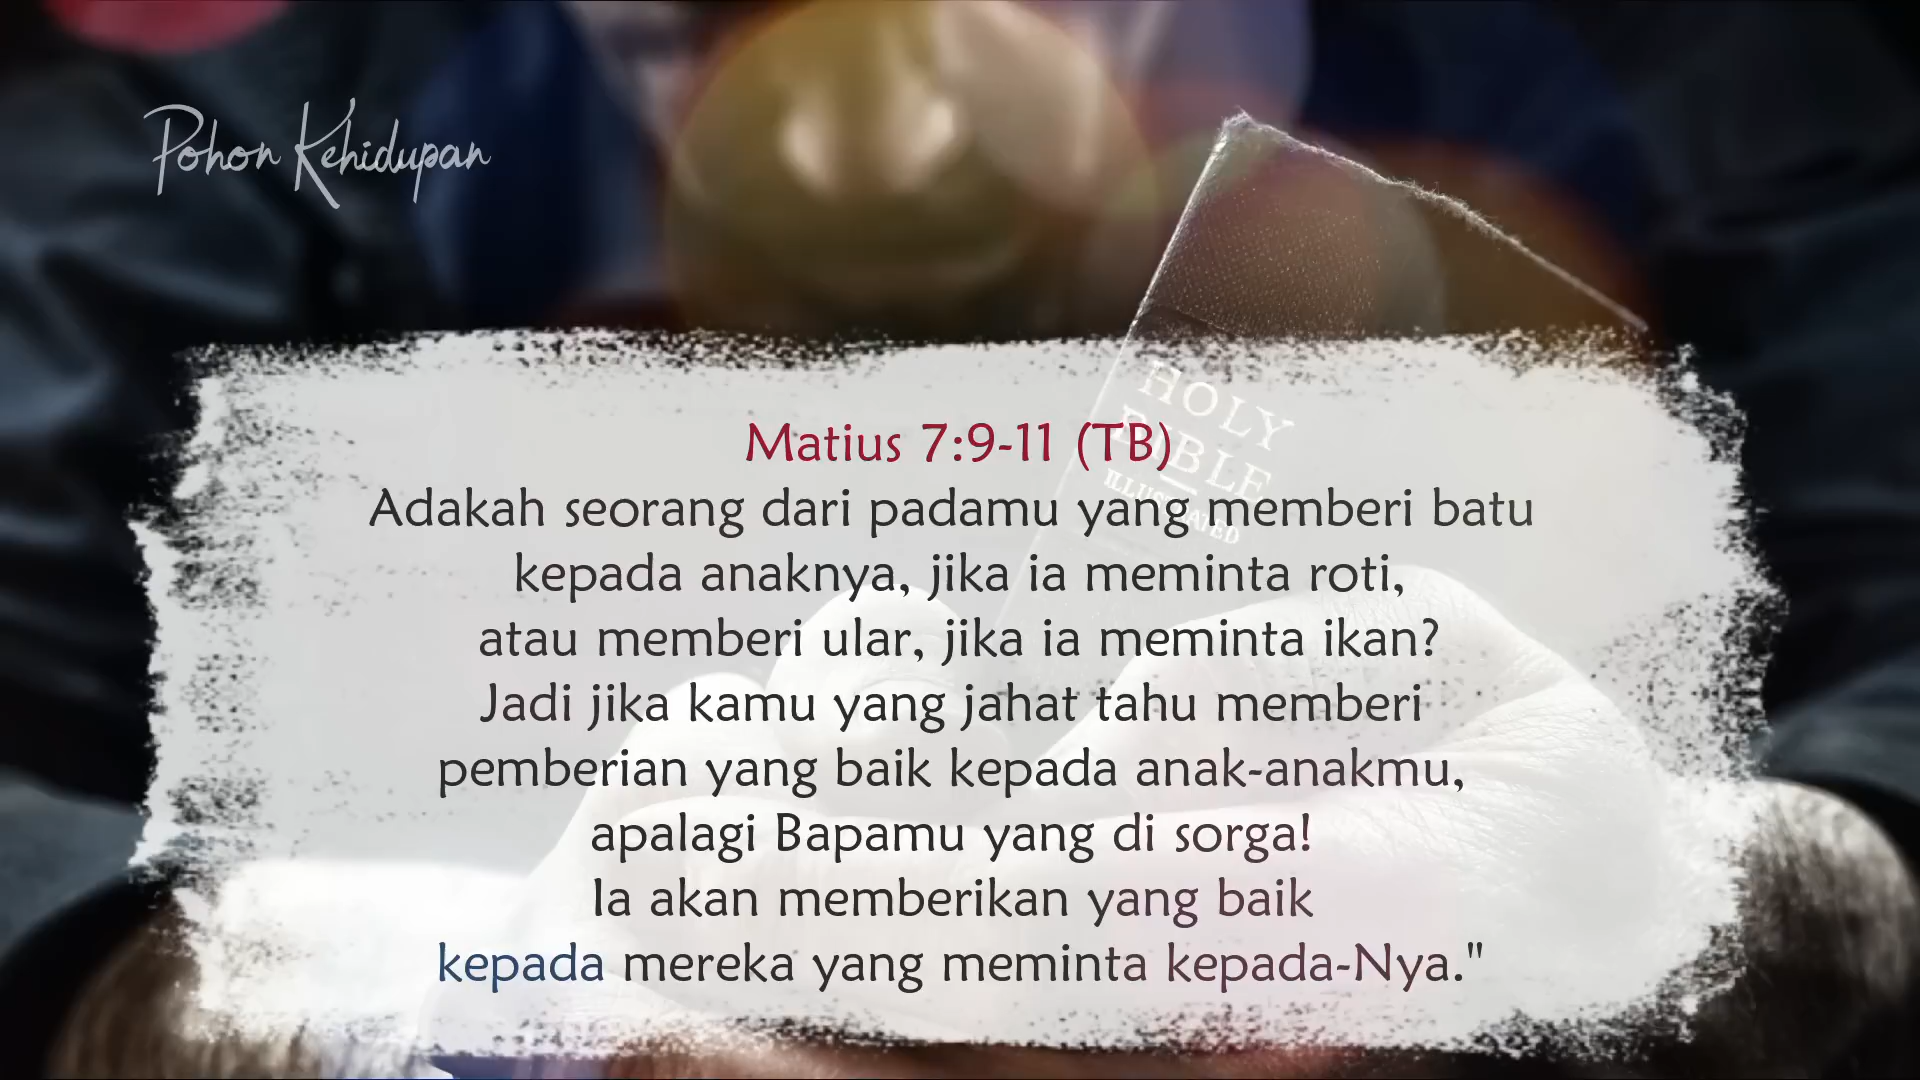 Pohon Kehidupan
HOLY
BIBLE
ILLUSTRATED
Matius 7:9-11 (TB)
Adakah seorang dari padamu yang memberi batu
kepada anaknya, jika ia meminta roti,
atau memberi ular, jika ia meminta ikan?
Jadi jika kamu yang jahat tahu memberi
pemberian yang baik kepada anak-anakmu,
apalagi Bapamu yang di sorga!
Ia akan memberikan yang baik
kepada mereka yang meminta kepada-Nya."